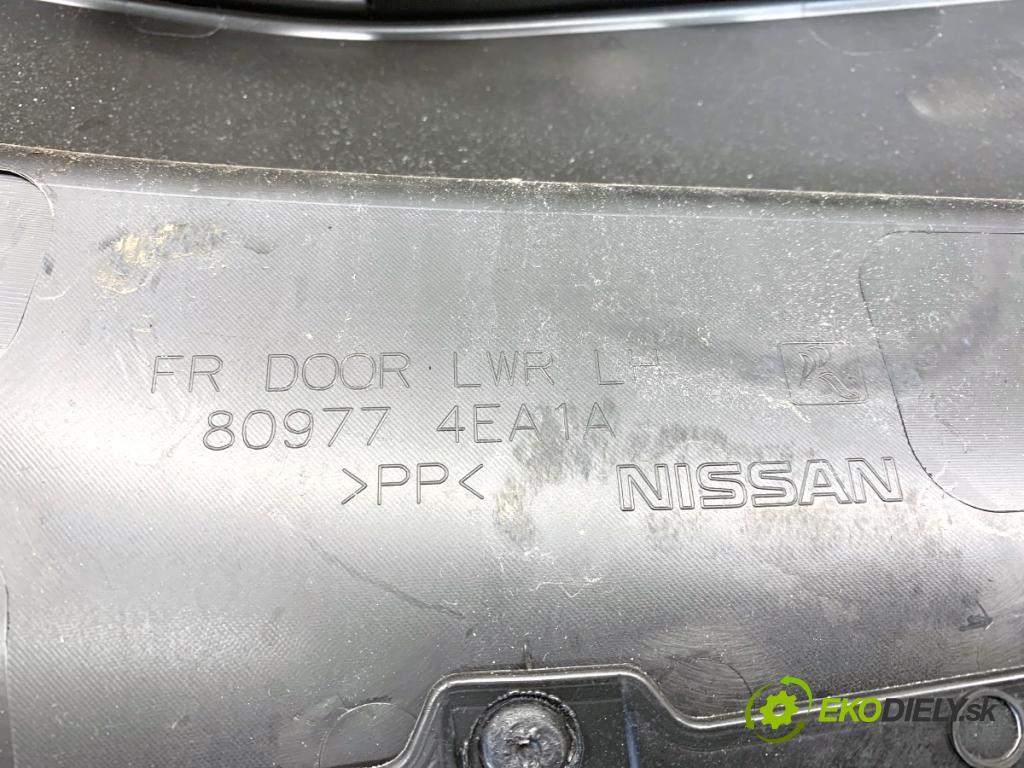 FR DOOR LWR LH
80977 4EA1A
>PP<
NISSAN
EKODIELY.sk